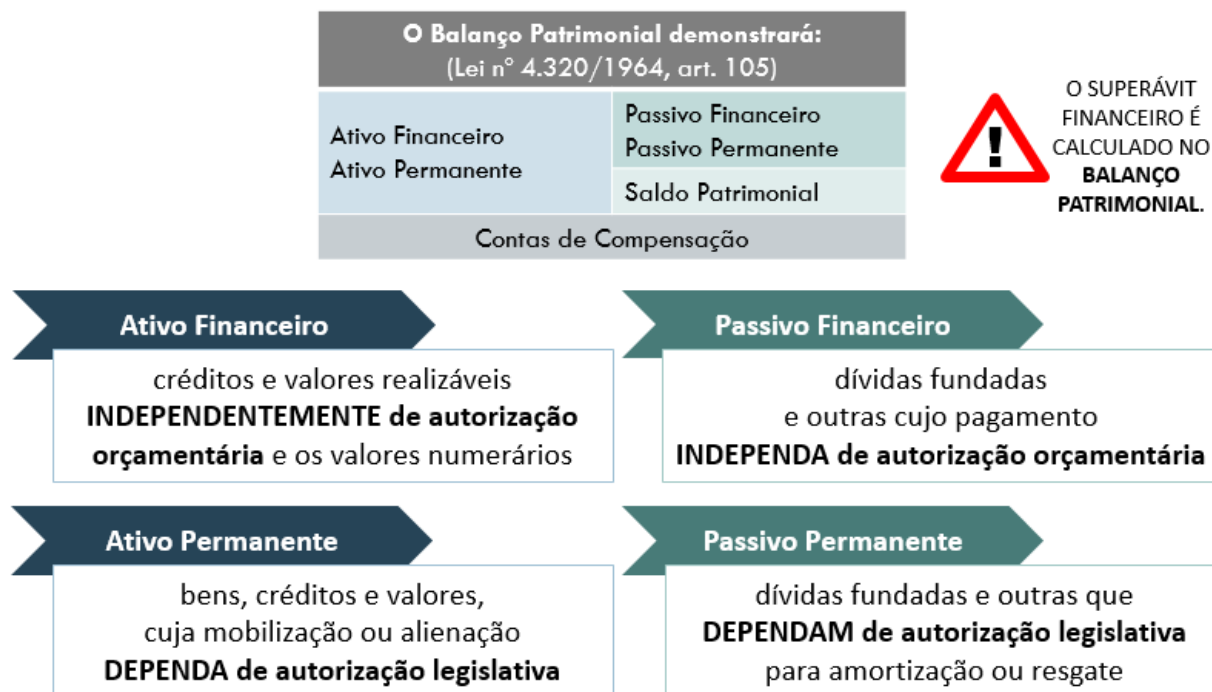 O Balanço Patrimonial demonstrará:
(Lei nº 4.320/1964, art. 105)
Ativo Financeiro
Ativo Permanente
Passivo Financeiro
Passivo Permanente
Saldo Patrimonial
Contas de Compensação
!
O SUPERÁVIT
FINANCEIRO É
CALCULADO NO
BALANÇO
PATRIMONIAL.
Ativo Financeiro
créditos e valores realizáveis
INDEPENDENTEMENTE de autorização
orçamentária e os valores numerários
Passivo Financeiro
dívidas fundadas
e outras cujo pagamento
INDEPENDA de autorização orçamentária
Ativo Permanente
bens, créditos e valores,
cuja mobilização ou alienação
DEPENDA de autorização legislativa
Passivo Permanente
dívidas fundadas e outras que
DEPENDAM de autorização legislativa
para amortização ou resgate